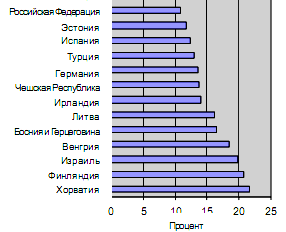 Российская Федерация
Эстония
Испания
Турция
Германия
Чешская Республика
Ирландия
Литва
Босния и Герцеговина
Венгрия
Израиль
Финляндия
Хорватия
0 5 10 15 20 25
Процент